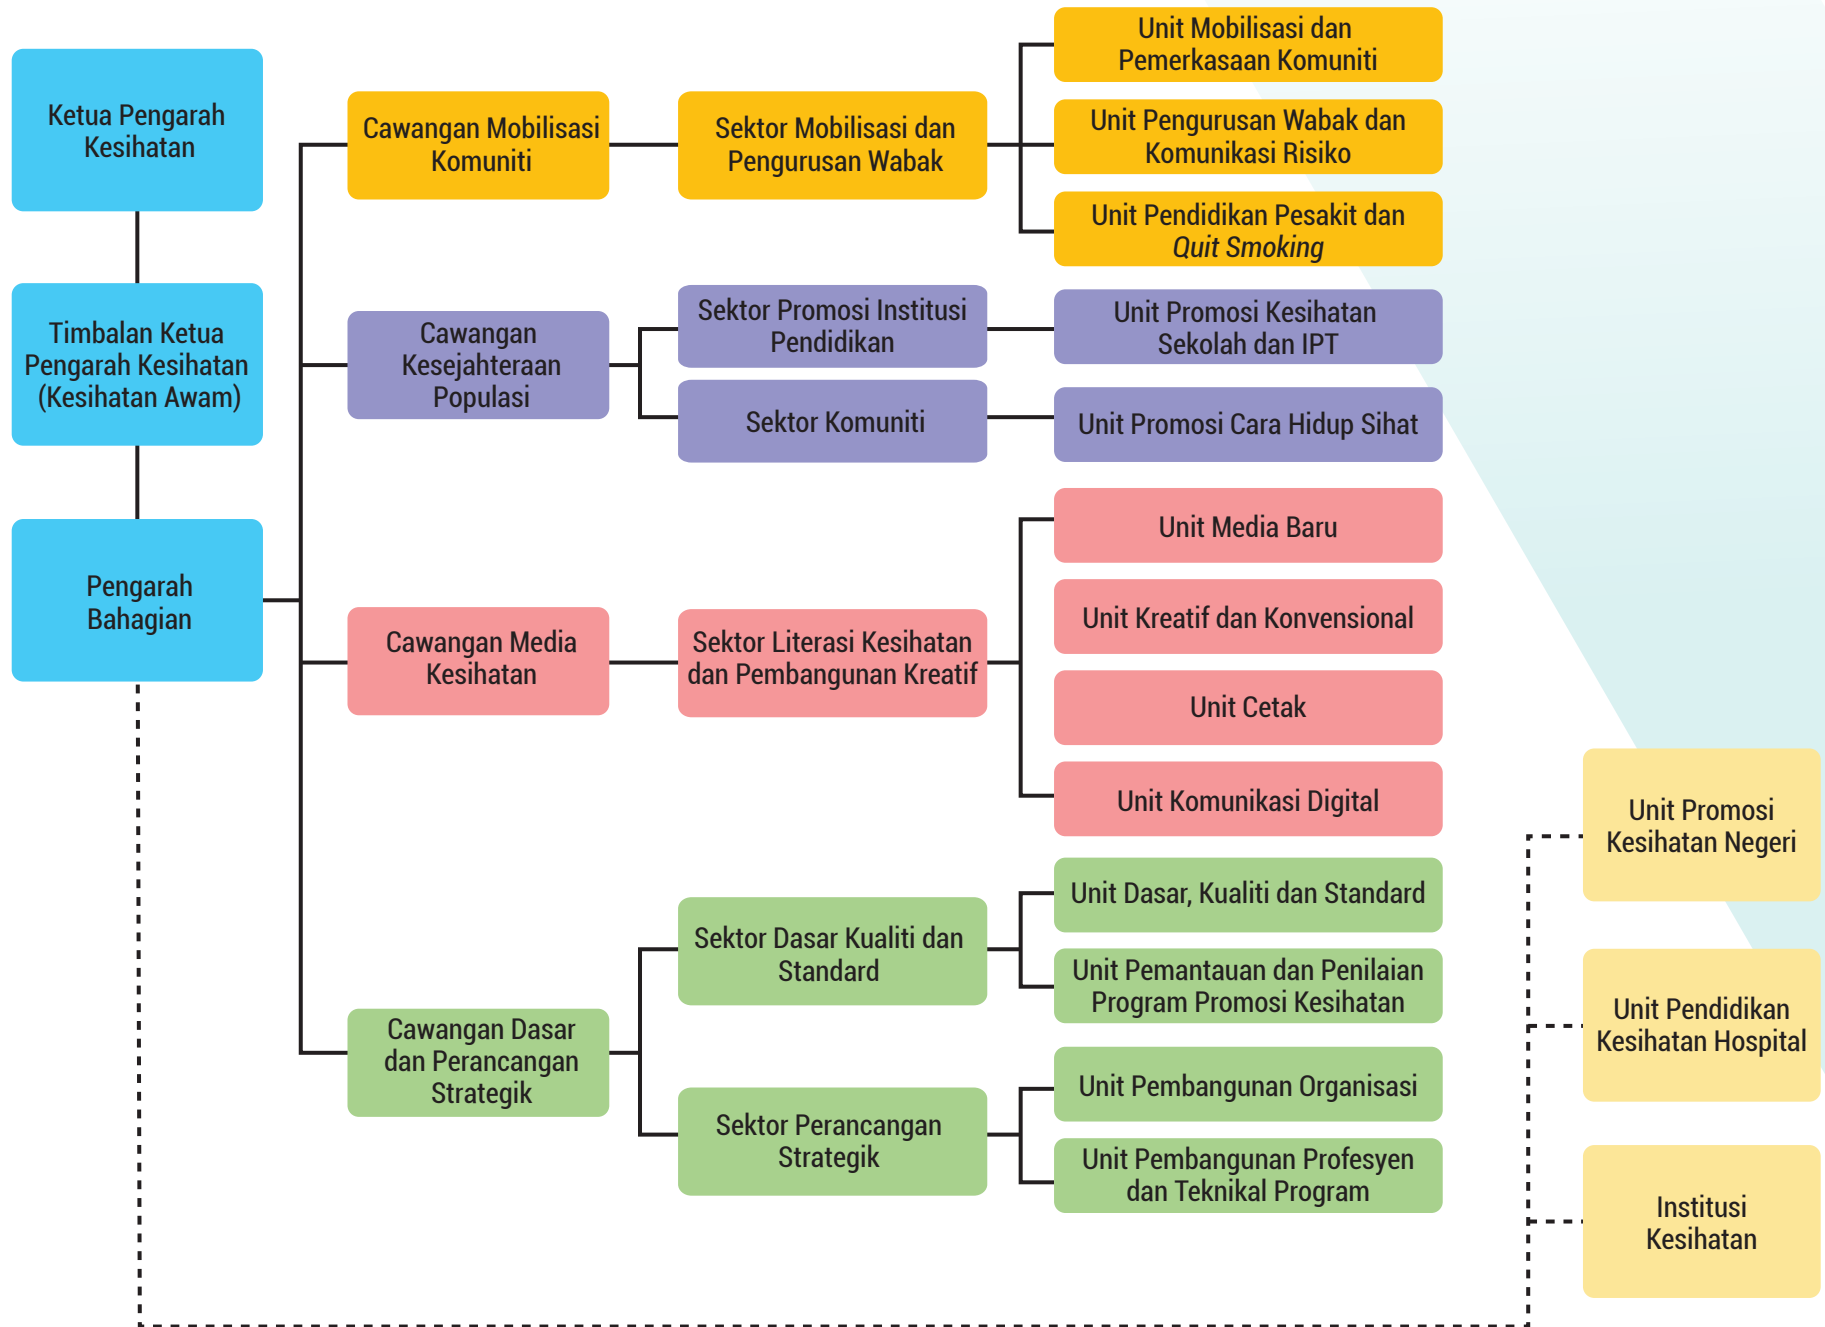 Ketua Pengarah
Kesihatan
Timbalan Ketua
Pengarah Kesihatan
(Kesihatan Awam)
Pengarah
Bahagian
Cawangan Mobilisasi
Komuniti
Sektor Mobilisasi dan
Pengurusan Wabak
Unit Mobilisasi dan
Pemerkasaan Komuniti
Unit Pengurusan Wabak dan
Komunikasi Risiko
Unit Pendidikan Pesakit dan
Quit Smoking
Cawangan
Kesejahteraan
Populasi
Sektor Promosi Institusi
Pendidikan
Unit Promosi Kesihatan
Sekolah dan IPT
Sektor Komuniti
Unit Promosi Cara Hidup Sihat
Cawangan Media
Kesihatan
Sektor Literasi Kesihatan
dan Pembangunan Kreatif
Unit Media Baru
Unit Kreatif dan Konvensional
Unit Cetak
Unit Komunikasi Digital
Cawangan Dasar
dan Perancangan
Strategik
Sektor Dasar Kualiti dan
Standard
Unit Dasar, Kualiti dan Standard
Unit Pemantauan dan Penilaian
Program Promosi Kesihatan
Sektor Perancangan
Strategik
Unit Pembangunan Organisasi
Unit Pembangunan Profesyen
dan Teknikal Program
Unit Promosi
Kesihatan Negeri
Unit Pendidikan
Kesihatan Hospital
Institusi
Kesihatan